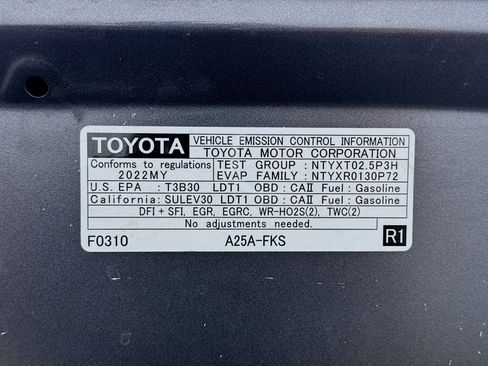 TOYOTA VEHICLE EMISSION CONTROL INFORMATION
TOYOTA MOTOR CORPORATION
Conforms to regulations TEST GROUP : NTYXT02.5P3H
2022MY EVAP FAMILY : NTYXR0130P72
U.S. EPA : T3B30 LDT1 OBD : CAII Fuel : Gasoline
California: SULEV30 LDT1 OBD : CAII Fuel : Gasoline
DFI + SFI, EGR, EGRC, WR-HO2S(2), TWC(2)
No adjustments needed.
F0310 A25A-FKS R1